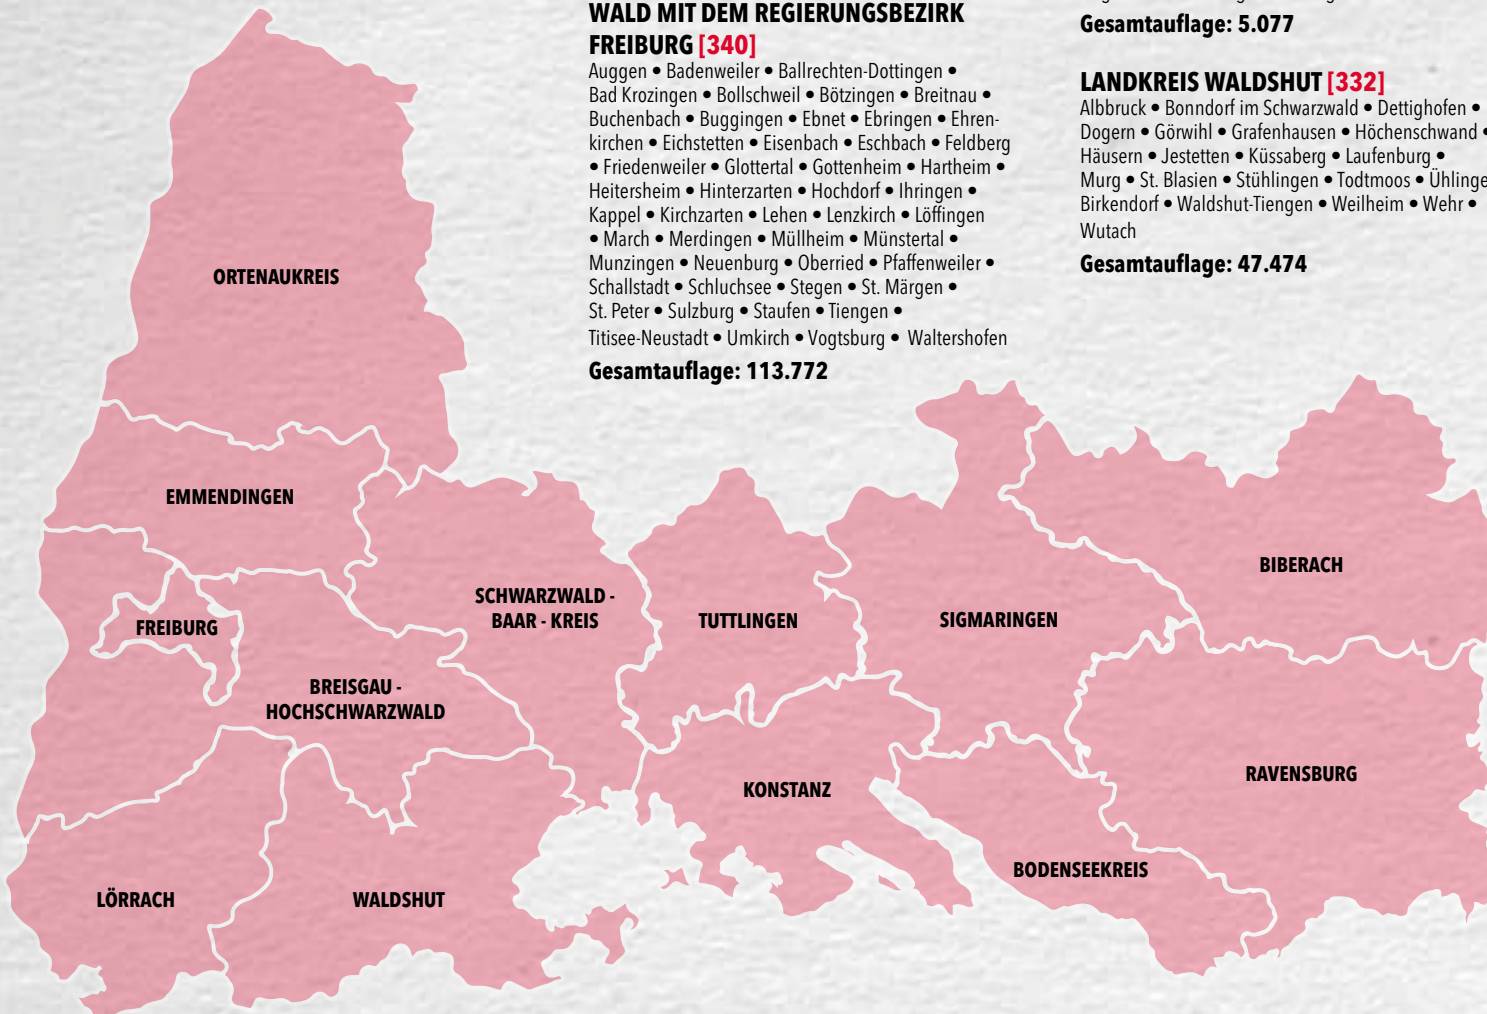 WALD MIT DEM REGIERUNGSBEZIRK
FREIBURG [340]
Auggen • Badenweiler • Ballrechten-Dottingen •
Bad Krozingen • Bollschweil • Bötzingen • Breitnau •
Buchenbach • Buggingen • Ebnet • Ebringen • Ehren-
kirchen • Eichstetten • Eisenbach • Eschbach • Feldberg
• Friedenweiler • Glottertal • Gottenheim • Hartheim •
Heitersheim • Hinterzarten • Hochdorf • Ihringen •
Kappel • Kirchzarten • Lehen • Lenzkirch • Löffingen
• March • Merdingen • Müllheim • Münstertal •
Munzingen • Neuenburg • Oberried • Pfaffenweiler •
Schallstadt • Schluchsee • Stegen • St. Märgen •
St. Peter • Sulzburg • Staufen • Tiengen •
Titisee-Neustadt • Umkirch • Vogtsburg • Waltershofen
Gesamtauflage: 113.772
Gesamtauflage: 5.077
LANDKREIS WALDSHUT [332]
Albbruck • Bonndorf im Schwarzwald • Dettighofen •
Dogern • Görwihl • Grafenhausen • Höchenschwand •
Häusern • Jestetten • Küssaberg • Laufenburg •
Murg • St. Blasien • Stühlingen • Todtmoos • Ühlinge
Birkendorf • Waldshut-Tiengen • Weilheim • Wehr •
Wutach
Gesamtauflage: 47.474
ORTENAUKREIS
EMMENDINGEN
FREIBURG
BREISGAU -
HOCHSCHWARZWALD
SCHWARZWALD -
BAAR - KREIS
TUTTLINGEN
SIGMARINGEN
BIBERACH
KONSTANZ
RAVENSBURG
BODENSEEKREIS
LÖRRACH
WALDSHUT